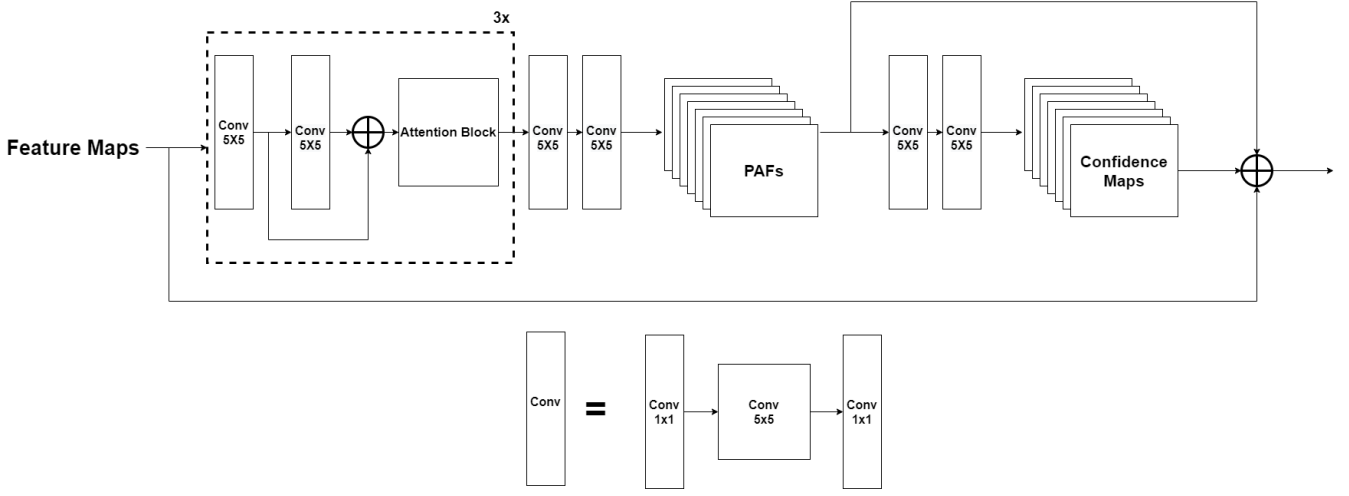 3x
Feature Maps
Conv
5X5
Conv
5X5
Attention Block
Conv
5X5
Conv
5X5
PAFs
Conv
5X5
Conv
5X5
Confidence
Maps
Conv
=
Conv
1x1
Conv
5x5
Conv
1x1